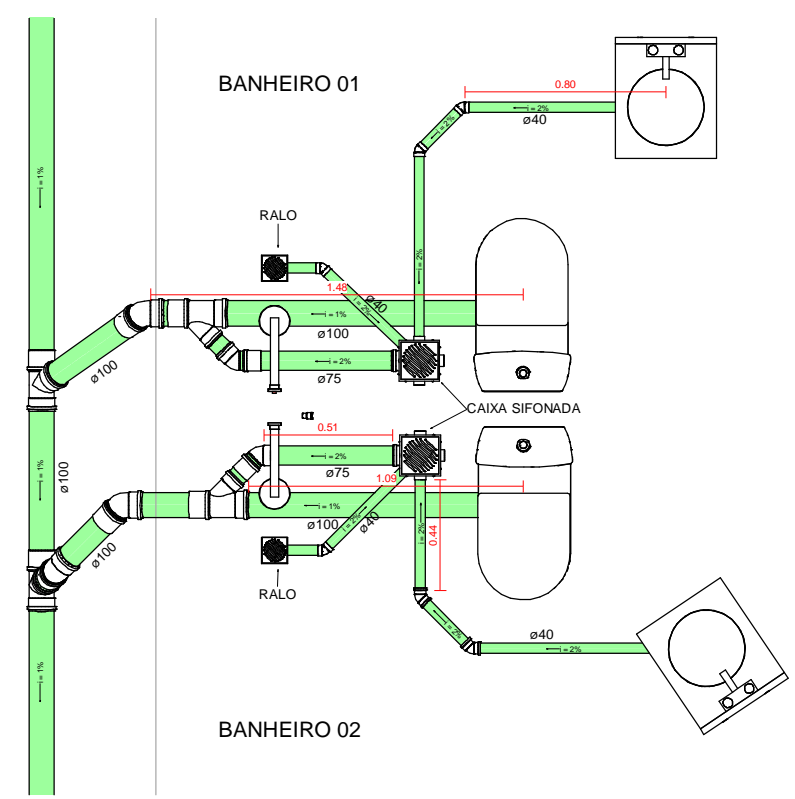 BANHEIRO 01
0.80
i = 2%
ø40
i = 2%
i = 1%
RALO
i = 2%
1.48
ø40
i = 2%
i = 1%
ø100
ø100
i = 2%
ø75
CAIXA SIFONADA
0.51
i = 2%
ø75
i = 1%
ø100
1.09
i = 1%
ø100
ø40
i = 2%
i = 2%
0.44
ø100
RALO
i = 2%
ø40
i = 2%
i = 1%
BANHEIRO 02